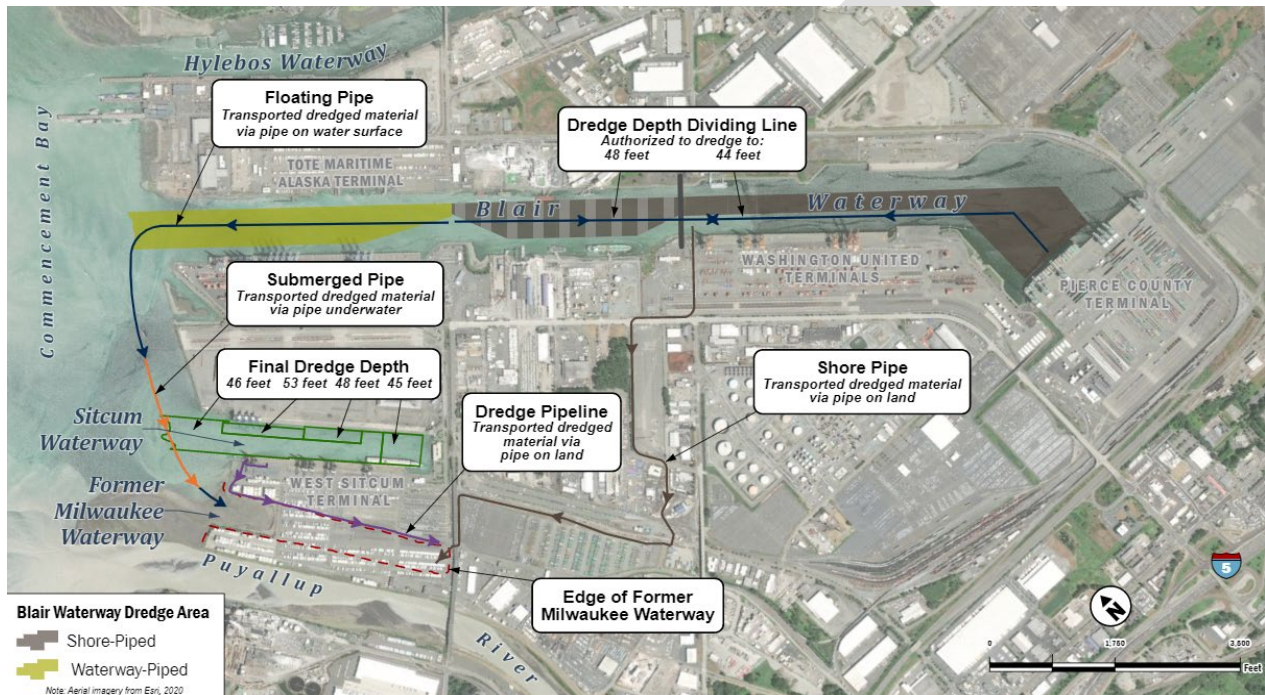 Hylebos Waterway
Commencement Bay
Floating Pipe
Transported dredged material
via pipe on water surface
TOTE MARITIME
ALASKA TERMINAL
Dredge Depth Dividing Line
Authorized to dredge to:
48 feet 44 feet
Blair Waterway
WASHINGTON UNITED
TERMINALS
PIERCE COUNTY
TERMINAL
Submerged Pipe
Transported dredged material
via pipe underwater
Final Dredge Depth
46 feet 53 feet 48 feet 45 feet
Dredge Pipeline
Transported dredged
material via
pipe on land
Shore Pipe
Transported dredged material
via pipe on land
Sitcum
Waterway
WEST SITCUM
TERMINAL
Former
Milwaukee
Waterway
Puyallup
River
Edge of Former
Milwaukee Waterway
5
N
0 1,750 3,500
Feet
Blair Waterway Dredge Area
Shore-Piped
Waterway-Piped
Note: Aerial imagery from Esri, 2020